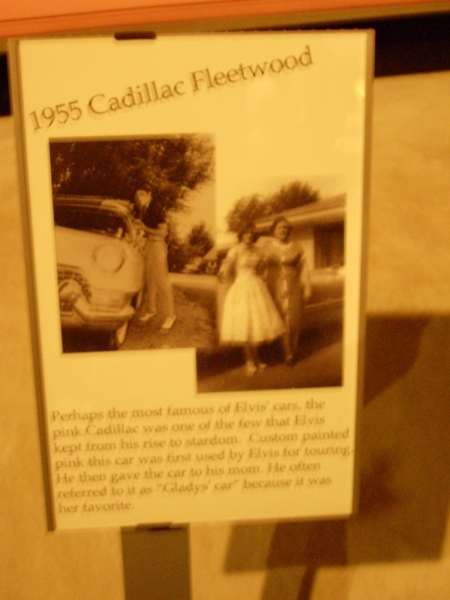 1955 Cadillac Fleetwood
Perhaps the most famous of Elvis' cars, the
pink Cadillac was one of the few that Elvis
kept from his rise to stardom. Custom painted
pink this car was first used by Elvis for touring.
He then gave the car to his mom. He often
referred to it as "Gladys' car" because it was
her favorite.